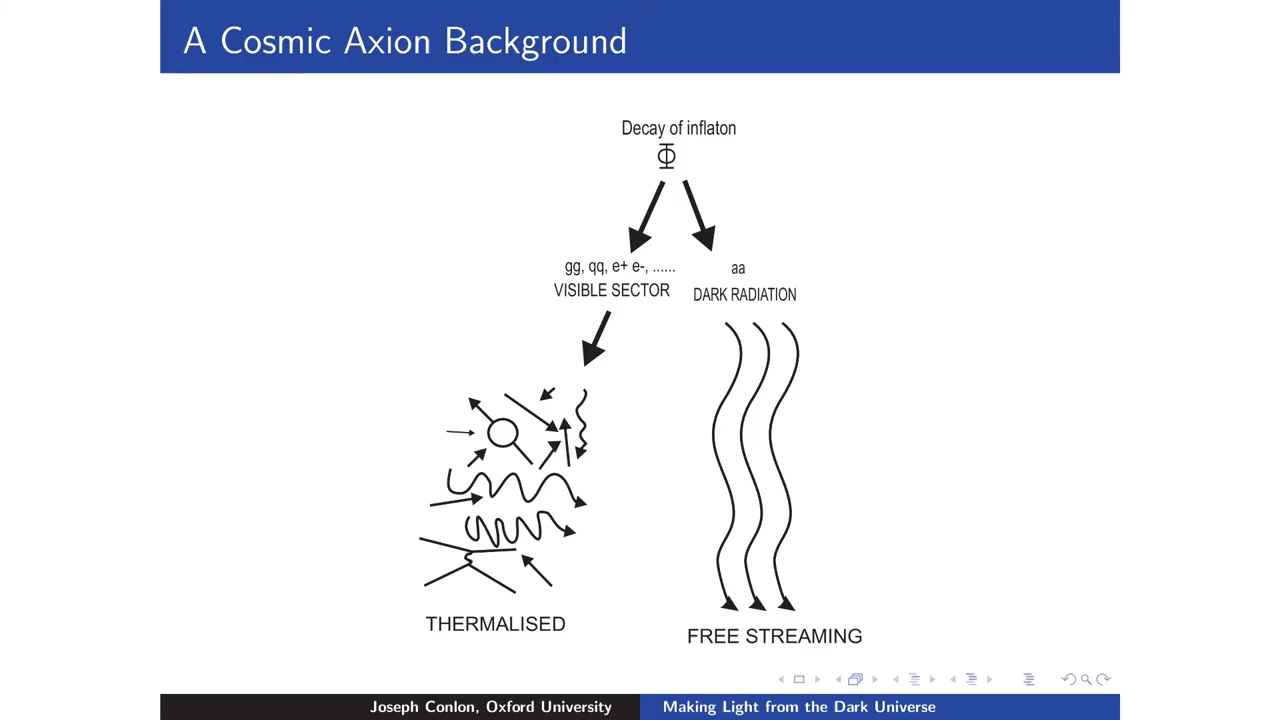 A Cosmic Axion Background
Decay of inflaton
Φ
gg, qq, e+ e-, ......
aa
VISIBLE SECTOR
DARK RADIATION
THERMALISED
FREE STREAMING
Joseph Conlon, Oxford University
Making Light from the Dark Universe